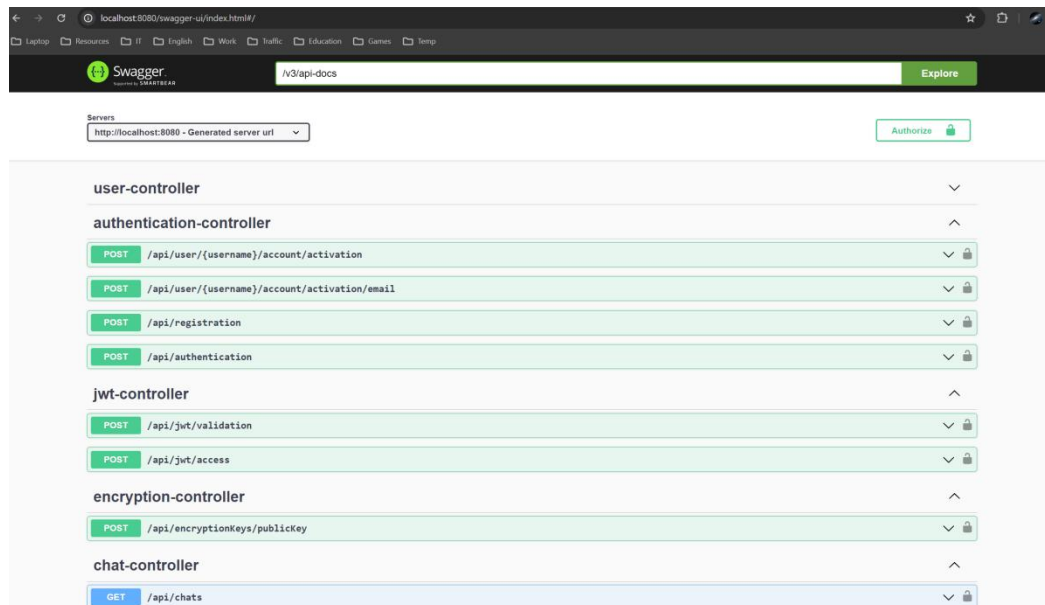 localhost:8080/swagger-ui/index.html#/
Laptop Resources IT English Work Traffic Education Games Temp
Swagger.
Supported by SMARTBEAR
/v3/api-docs
Explore
Servers
http://localhost:8080 - Generated server url
Authorize
user-controller
authentication-controller
POST /api/user/{username}/account/activation
POST /api/user/{username}/account/activation/email
POST /api/registration
POST /api/authentication
jwt-controller
POST /api/jwt/validation
POST /api/jwt/access
encryption-controller
POST /api/encryptionKeys/publicKey
chat-controller
GET /api/chats